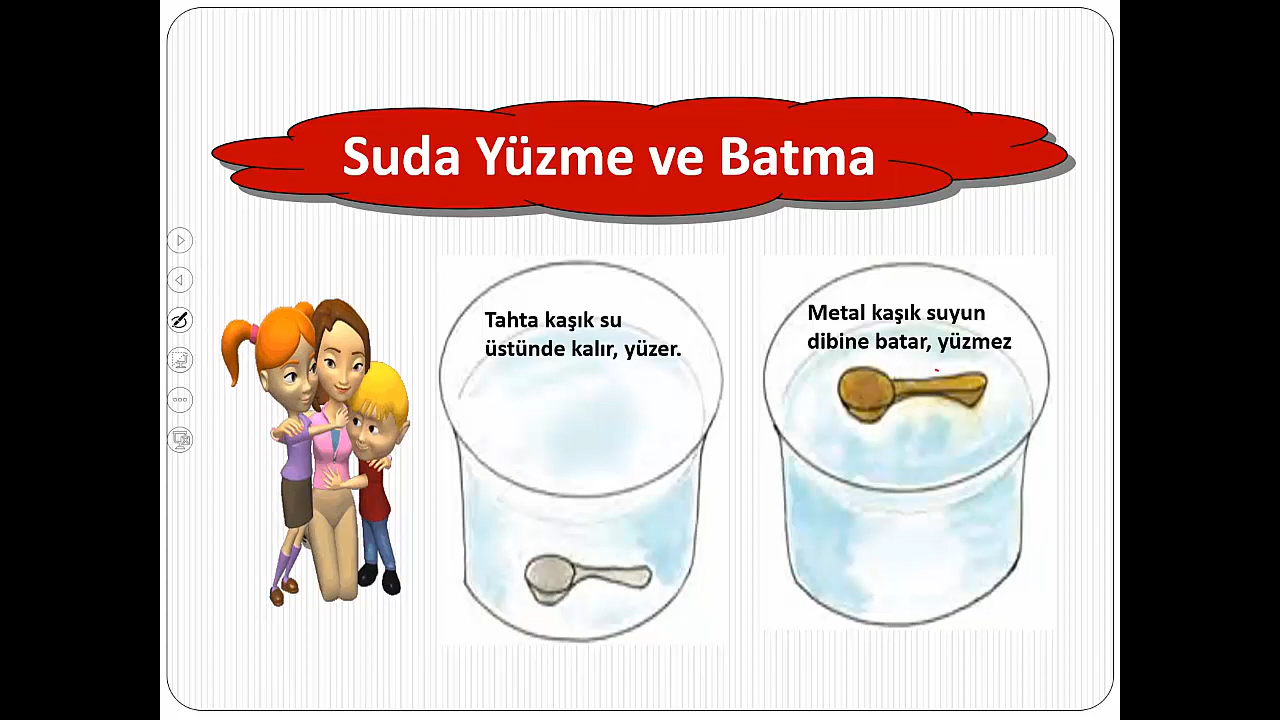 Suda Yüzme ve Batma
Tahta kaşık su
üstünde kalır, yüzer.
Metal kaşık suyun
dibine batar, yüzmez